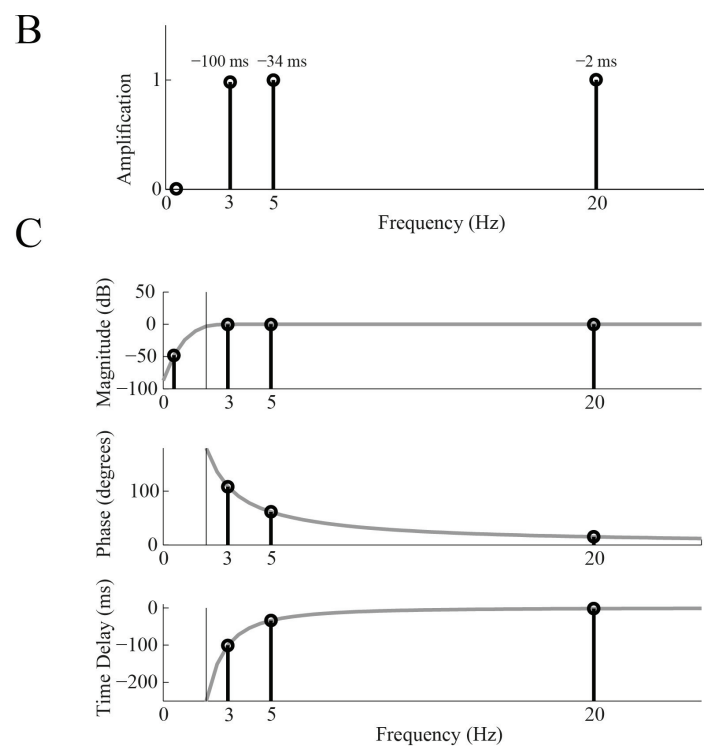 B
−100 ms
−34 ms
−2 ms
1
0
Amplification
0
3
5
20
Frequency (Hz)
C
50
0
−50
−100
Magnitude (dB)
0
3
5
20
100
0
Phase (degrees)
0
3
5
20
0
−100
−200
Time Delay (ms)
0
3
5
20
Frequency (Hz)